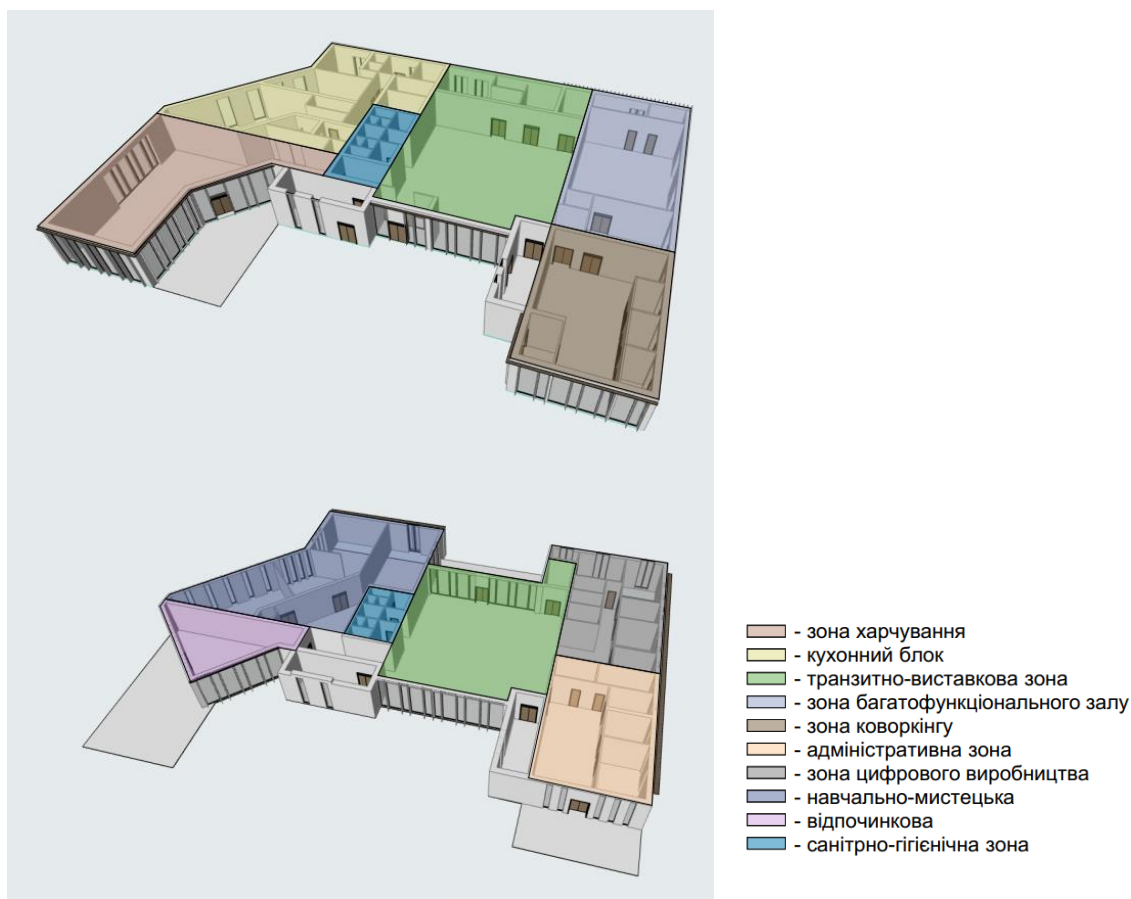 - зона харчування
- кухонний блок
- транзитно-виставкова зона
- зона багатофункціонального залу
- зона коворкінгу
- адміністративна зона
- зона цифрового виробництва
- навчально-мистецька
- відпочинкова
- санітрно-гігієнічна зона